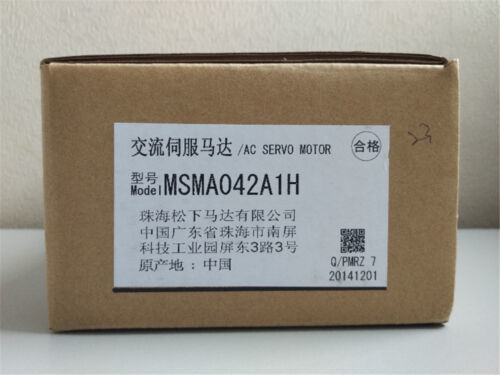 交流伺服马达 /AC SERVO MOTOR
合格
型号
Model MSMA042A1H
珠海松下马达有限公司
中国广东省珠海市南屏
科技工业园屏东3路3号
原产地：中国
Q/PMRZ 7
20141201